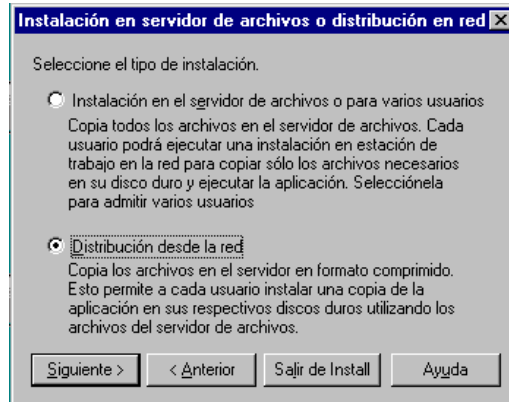 Instalación en servidor de archivos o distribución en red
Seleccione el tipo de instalación.
Instalación en el servidor de archivos o para varios usuarios
Copia todos los archivos en el servidor de archivos. Cada
usuario podrá ejecutar una instalación en estación de
trabajo en la red para copiar sólo los archivos necesarios
en su disco duro y ejecutar la aplicación. Selecciónela
para admitir varios usuarios
Distribución desde la red
Copia los archivos en el servidor en formato comprimido.
Esto permite a cada usuario instalar una copia de la
aplicación en sus respectivos discos duros utilizando los
archivos del servidor de archivos.
Siguiente > < Anterior Salir de Install Ayuda